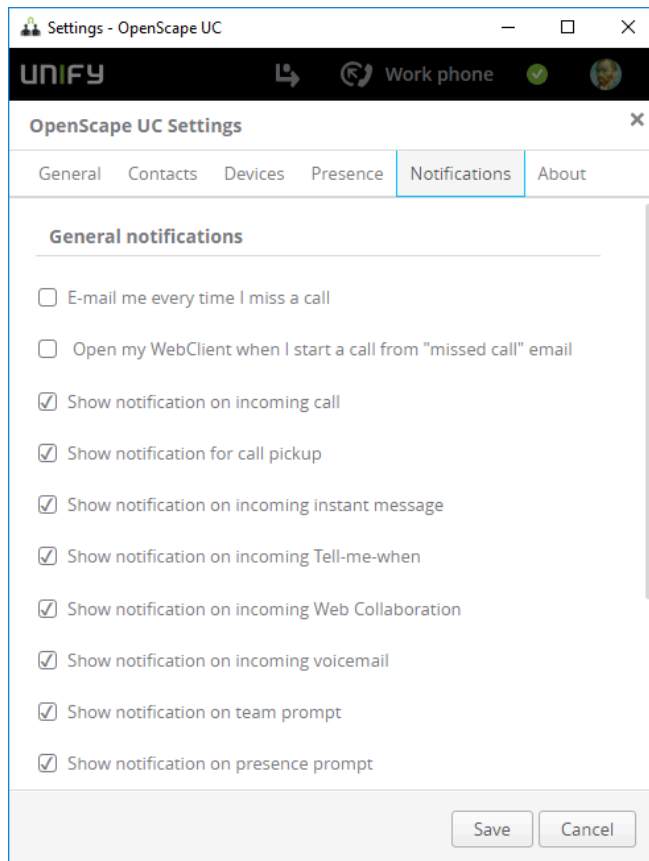 Settings - OpenScape UC
UNIFY
Work phone
OpenScape UC Settings
General Contacts Devices Presence Notifications About
General notifications
E-mail me every time I miss a call
Open my WebClient when I start a call from "missed call" email
Show notification on incoming call
Show notification for call pickup
Show notification on incoming instant message
Show notification on incoming Tell-me-when
Show notification on incoming Web Collaboration
Show notification on incoming voicemail
Show notification on team prompt
Show notification on presence prompt
Save Cancel